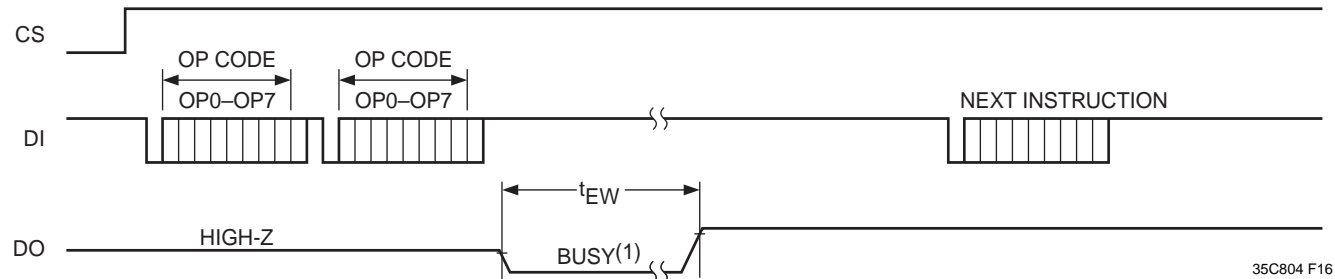 CS
OP CODE
OP CODE
OP0–OP7
OP0–OP7
NEXT INSTRUCTION
DI
tEW
HIGH-Z
BUSY(1)
DO
35C804 F16